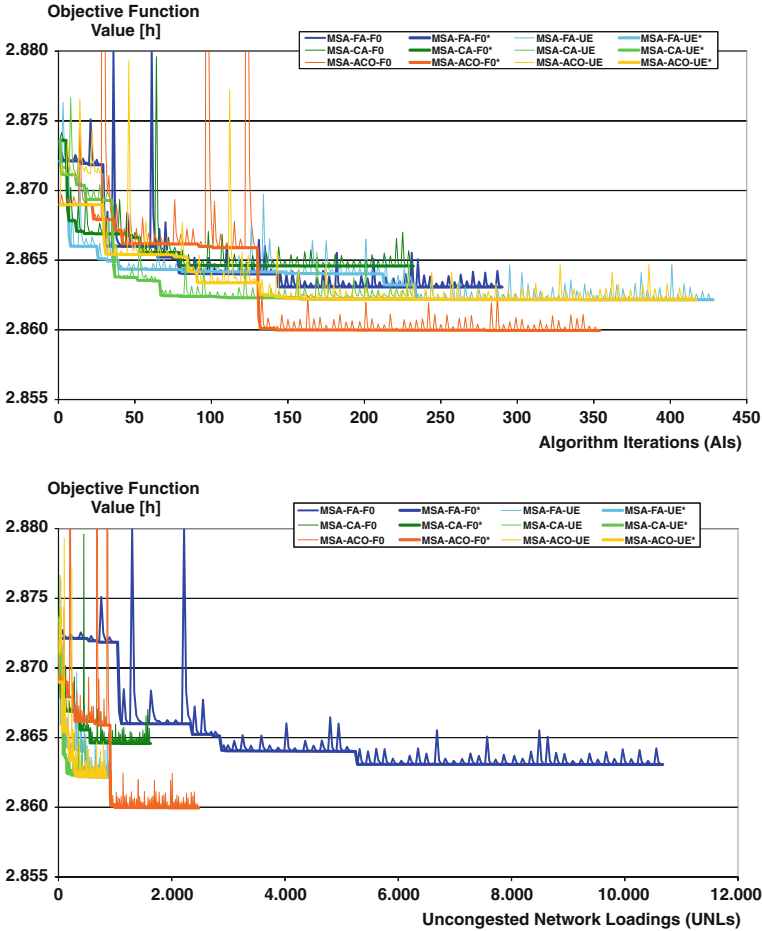 Objective Function
Value [h]
MSA-FA-F0 MSA-FA-F0* MSA-FA-UE MSA-FA-UE*
MSA-CA-F0 MSA-CA-F0* MSA-CA-UE MSA-CA-UE*
MSA-ACO-F0 MSA-ACO-F0* MSA-ACO-UE MSA-ACO-UE*
2.880
2.875
2.870
2.865
2.860
2.855
0 50 100 150 200 250 300 350 400 450
Algorithm Iterations (AIs)
Objective Function
Value [h]
MSA-FA-F0 MSA-FA-F0* MSA-FA-UE MSA-FA-UE*
MSA-CA-F0 MSA-CA-F0* MSA-CA-UE MSA-CA-UE*
MSA-ACO-F0 MSA-ACO-F0* MSA-ACO-UE MSA-ACO-UE*
2.880
2.875
2.870
2.865
2.860
2.855
0 2.000 4.000 6.000 8.000 10.000 12.000
Uncongested Network Loadings (UNLs)